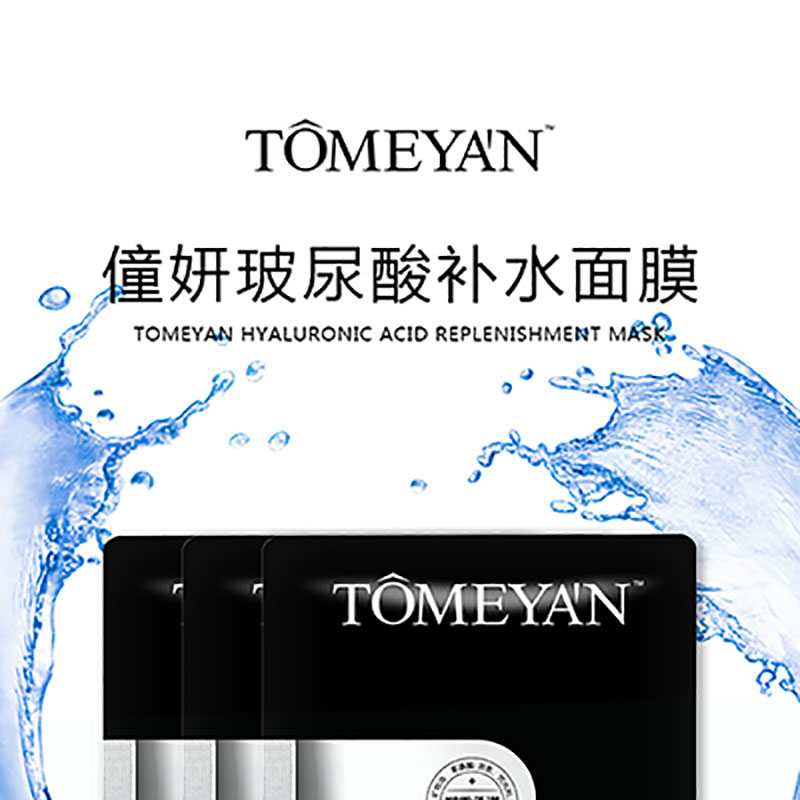 TÔMEYA'N™
僮妍玻尿酸补水面膜
TOMEYAN HYALURONIC ACID REPLENISHMENT MASK
T
T
TÔMEYA'N™